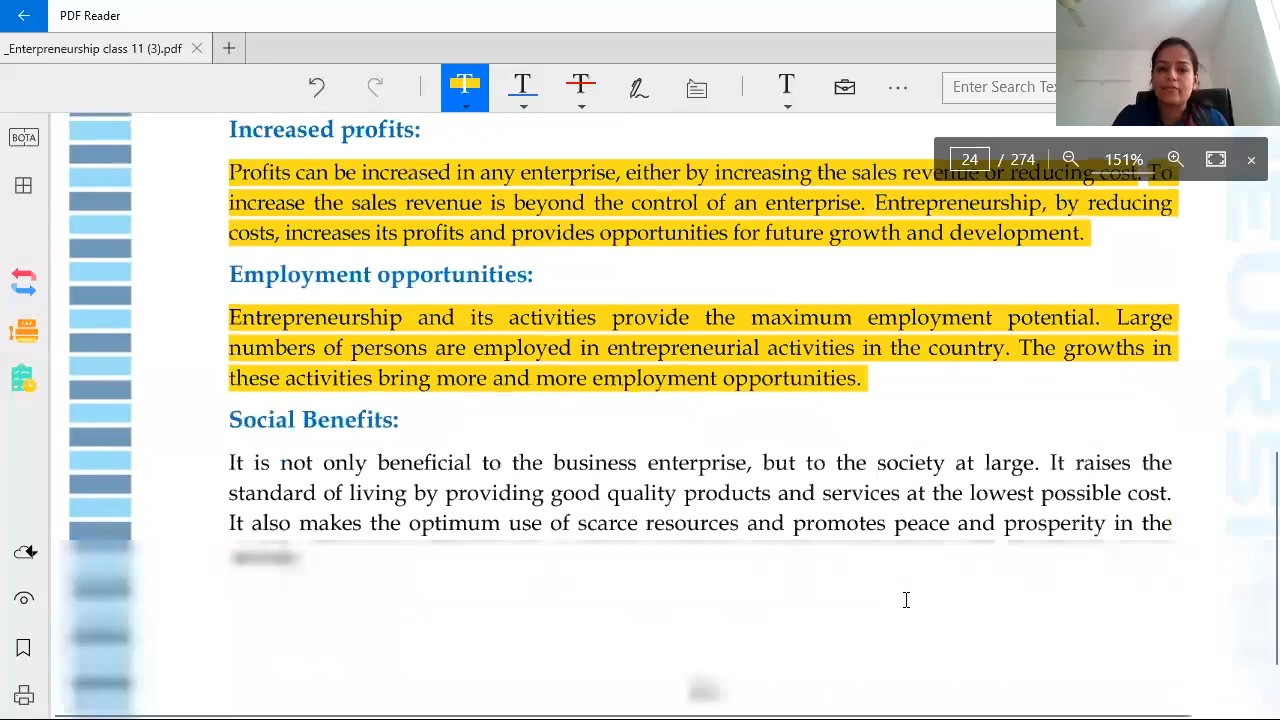 PDF Reader
_Enterpreneurship class 11 (3).pdf
BOTA
Enter Search Tex
24 / 274 151%
Increased profits:
Profits can be increased in any enterprise, either by increasing the sales revenue or reducing cost. To
increase the sales revenue is beyond the control of an enterprise. Entrepreneurship, by reducing
costs, increases its profits and provides opportunities for future growth and development.
Employment opportunities:
Entrepreneurship and its activities provide the maximum employment potential. Large
numbers of persons are employed in entrepreneurial activities in the country. The growths in
these activities bring more and more employment opportunities.
Social Benefits:
It is not only beneficial to the business enterprise, but to the society at large. It raises the
standard of living by providing good quality products and services at the lowest possible cost.
It also makes the optimum use of scarce resources and promotes peace and prosperity in the